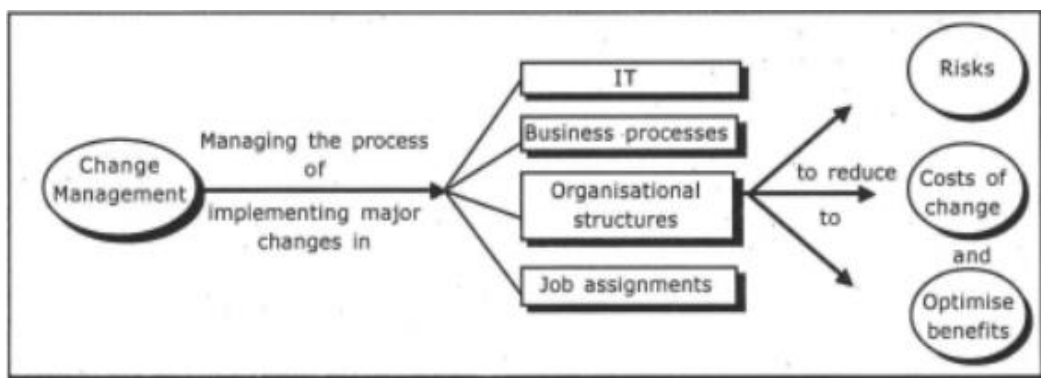 Change
Management
Managing the process
of
implementing major
changes in
IT
Business processes
Organisational
structures
Job assignments
to reduce
to
Risks
Costs of
change
and
Optimise
benefits